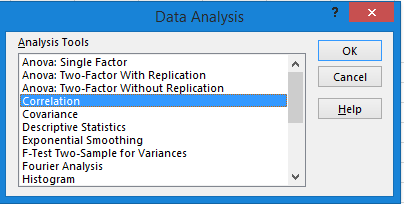 Data Analysis
? x
Analysis Tools
Anova: Single Factor
Anova: Two-Factor With Replication
Anova: Two-Factor Without Replication
Correlation
Covariance
Descriptive Statistics
Exponential Smoothing
F-Test Two-Sample for Variances
Fourier Analysis
Histogram
OK
Cancel
Help